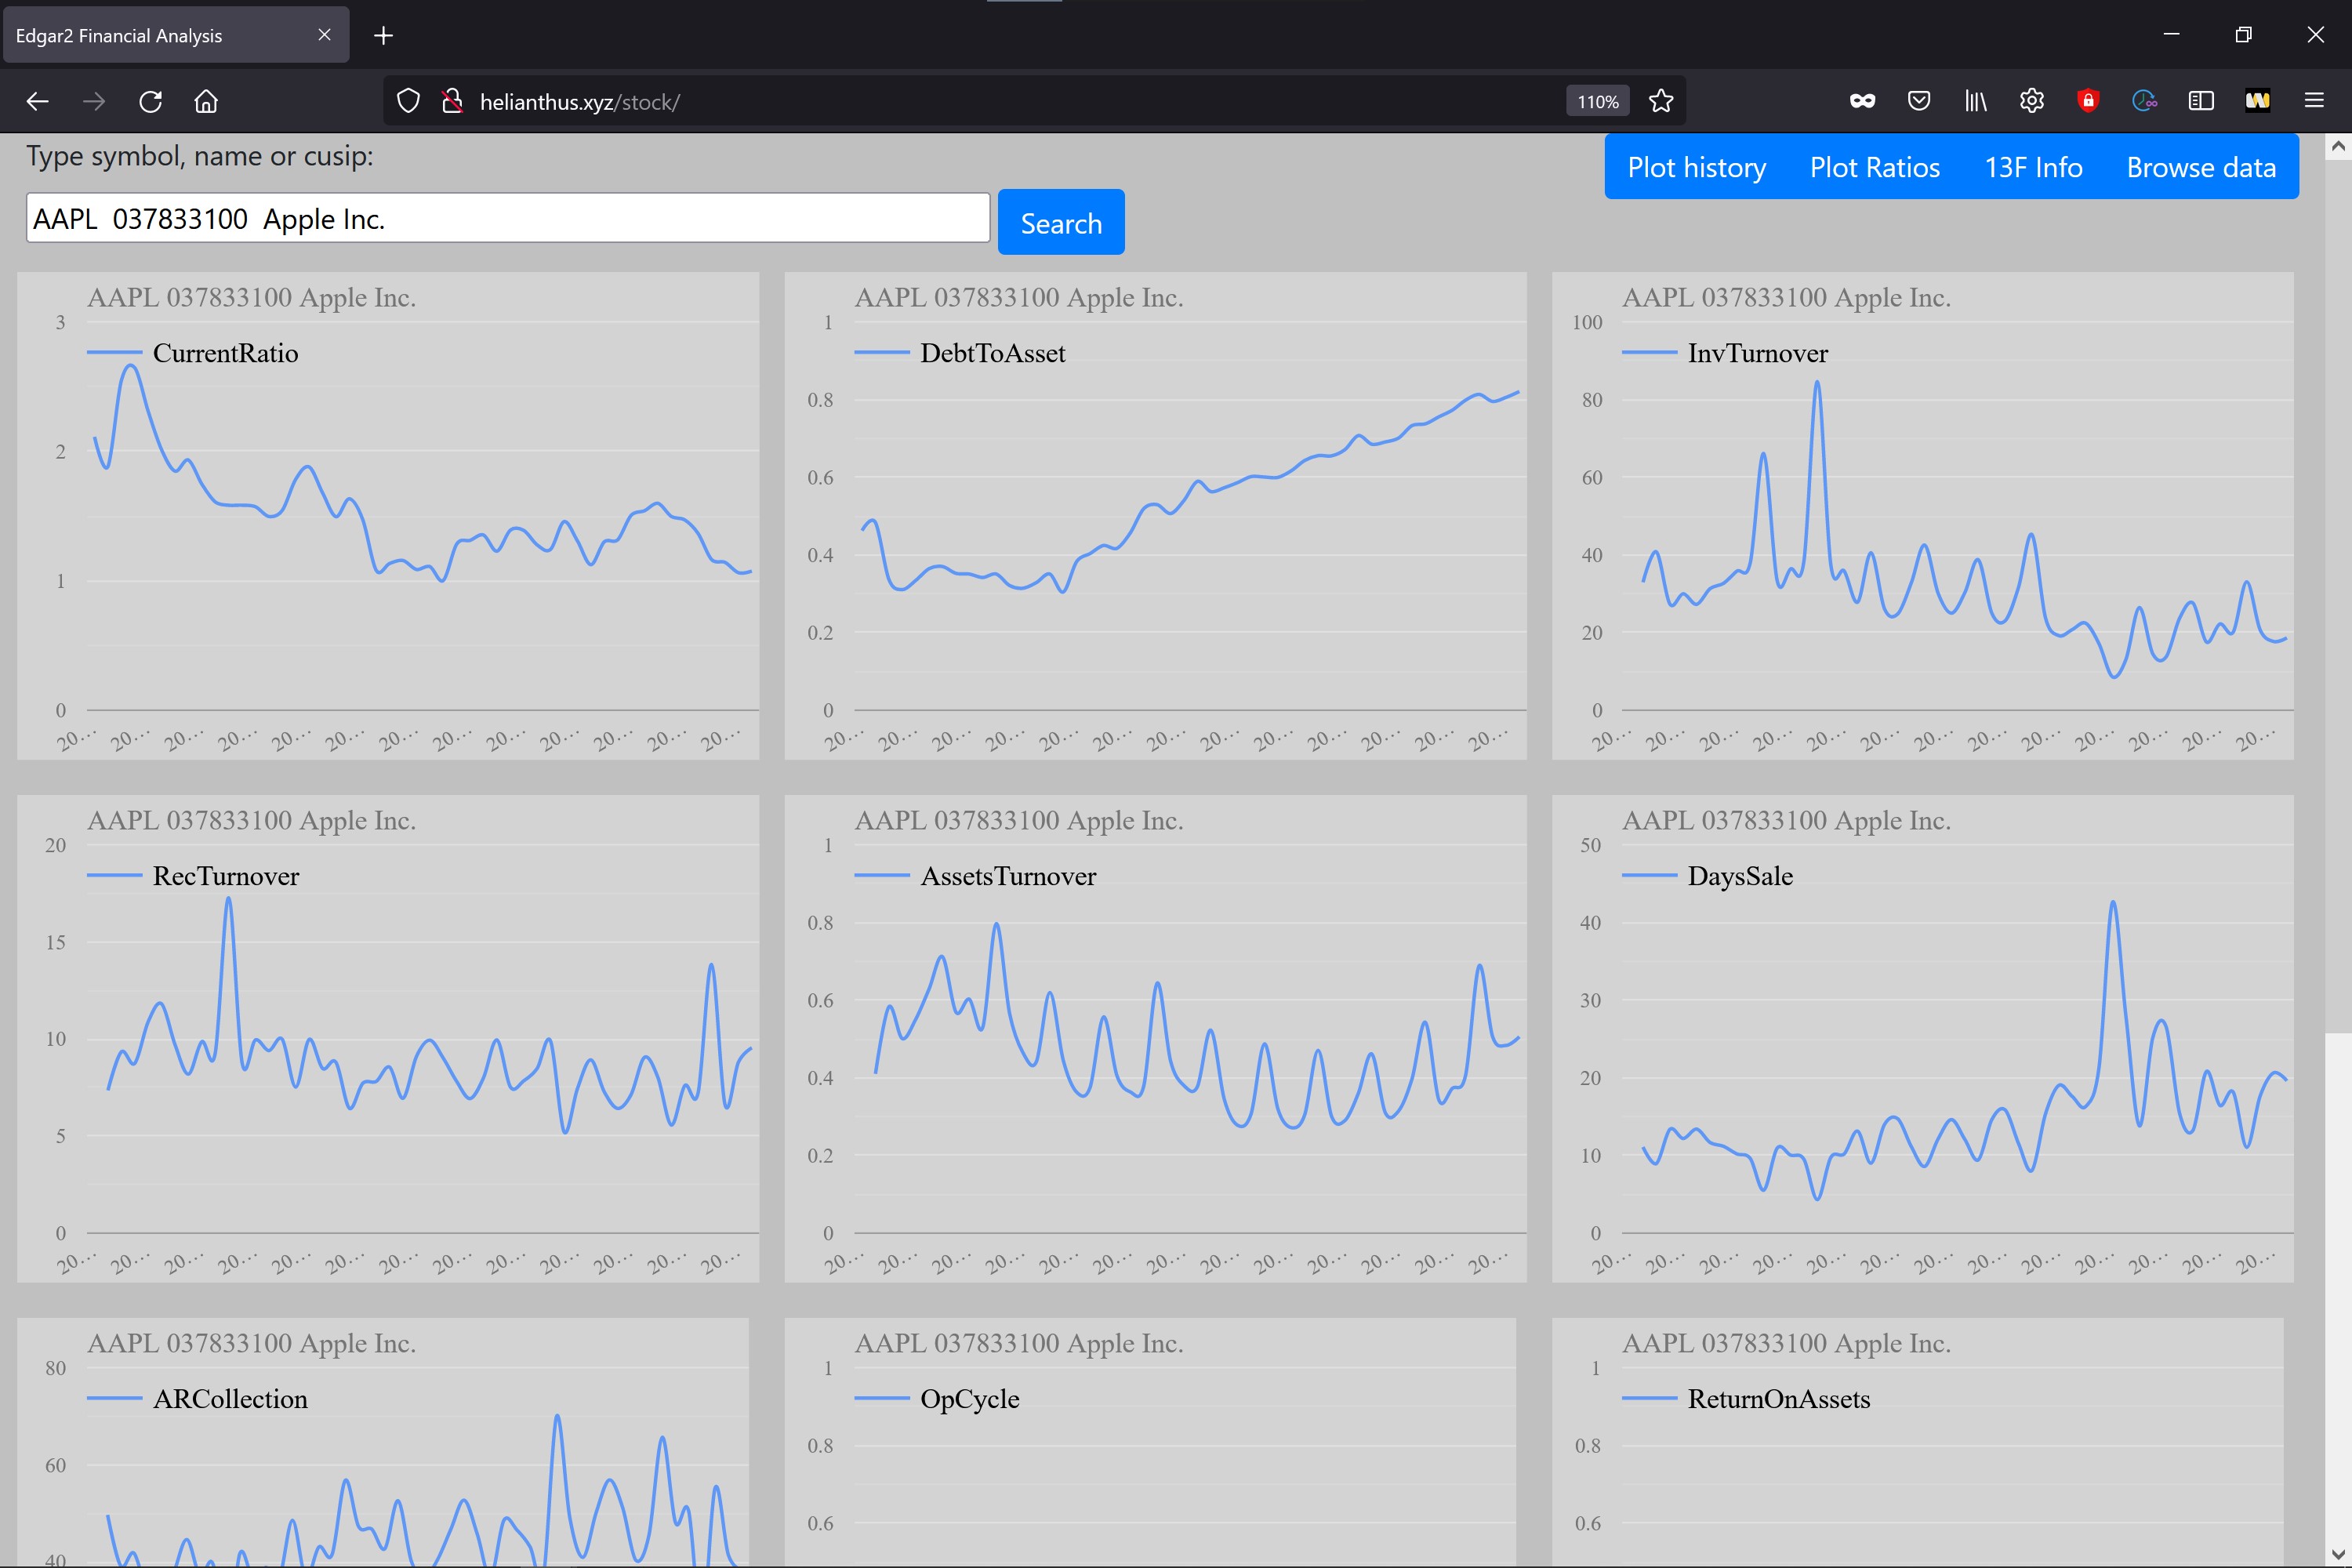 Edgar2 Financial Analysis
helianthus.xyz/stock/
110%
Type symbol, name or cusip:
Plot history Plot Ratios 13F Info Browse data
AAPL 037833100 Apple Inc.
Search
AAPL 037833100 Apple Inc.
CurrentRatio
3
2
1
0
20... 20... 20... 20... 20... 20... 20... 20... 20... 20... 20... 20... 20...
AAPL 037833100 Apple Inc.
DebtToAsset
1
0.8
0.6
0.4
0.2
0
20... 20... 20... 20... 20... 20... 20... 20... 20... 20... 20... 20... 20...
AAPL 037833100 Apple Inc.
InvTurnover
100
80
60
40
20
0
20... 20... 20... 20... 20... 20... 20... 20... 20... 20... 20... 20... 20...
AAPL 037833100 Apple Inc.
RecTurnover
20
15
10
5
0
20... 20... 20... 20... 20... 20... 20... 20... 20... 20... 20... 20... 20...
AAPL 037833100 Apple Inc.
AssetsTurnover
1
0.8
0.6
0.4
0.2
0
20... 20... 20... 20... 20... 20... 20... 20... 20... 20... 20... 20... 20...
AAPL 037833100 Apple Inc.
DaysSale
50
40
30
20
10
0
20... 20... 20... 20... 20... 20... 20... 20... 20... 20... 20... 20... 20...
AAPL 037833100 Apple Inc.
ARCollection
80
60
40
AAPL 037833100 Apple Inc.
OpCycle
1
0.8
0.6
AAPL 037833100 Apple Inc.
ReturnOnAssets
1
0.8
0.6